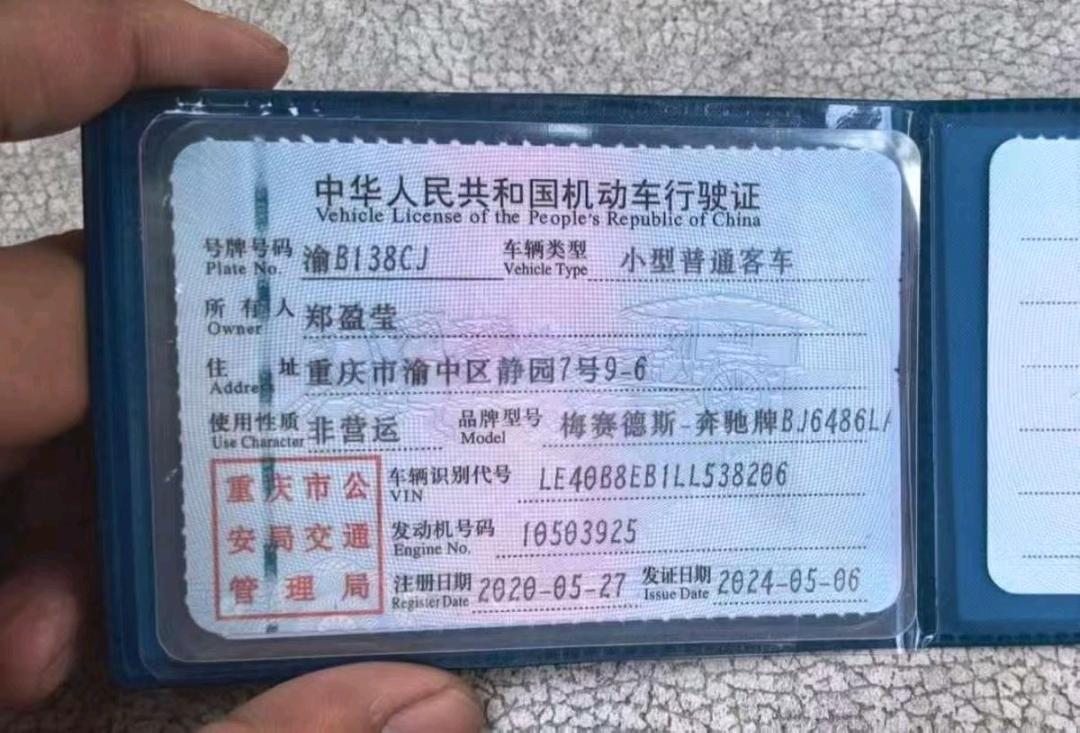 中华人民共和国机动车行驶证
Vehicle License of the People's Republic of China
号牌号码 渝B138CJ 车辆类型 小型普通客车
Plate No. Vehicle Type
所有人 郑盈莹
Owner
住址 重庆市渝中区静园7号9-6
Address
使用性质 非营运 品牌型号 梅赛德斯-奔驰牌BJ6486L
Use Character Model
重庆市公
安局交通
管理局
车辆识别代号 LE40B8EB1LL538206
VIN
发动机号码 10503925
Engine No.
注册日期 2020-05-27 发证日期 2024-05-06
Register Date Issue Date